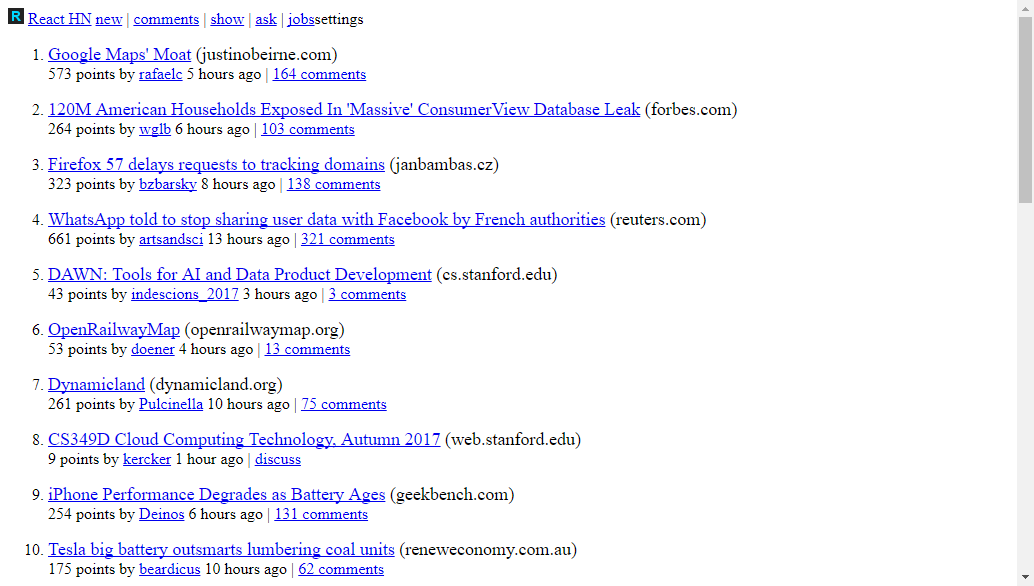 R React HN new | comments | show | ask | jobssettings
1. Google Maps' Moat (justinobeirne.com)
573 points by rafaelc 5 hours ago | 164 comments
2. 120M American Households Exposed In 'Massive' ConsumerView Database Leak (forbes.com)
264 points by wglb 6 hours ago | 103 comments
3. Firefox 57 delays requests to tracking domains (janbambas.cz)
323 points by bzbarsky 8 hours ago | 138 comments
4. WhatsApp told to stop sharing user data with Facebook by French authorities (reuters.com)
661 points by artsandsci 13 hours ago | 321 comments
5. DAWN: Tools for AI and Data Product Development (cs.stanford.edu)
43 points by indescions_2017 3 hours ago | 3 comments
6. OpenRailwayMap (openrailwaymap.org)
53 points by doener 4 hours ago | 13 comments
7. Dynamicland (dynamicland.org)
261 points by Pulcinella 10 hours ago | 75 comments
8. CS349D Cloud Computing Technology, Autumn 2017 (web.stanford.edu)
9 points by kercker 1 hour ago | discuss
9. iPhone Performance Degrades as Battery Ages (geekbench.com)
254 points by Deinos 6 hours ago | 131 comments
10. Tesla big battery outsmarts lumbering coal units (reneweconomy.com.au)
175 points by beardicus 10 hours ago | 62 comments